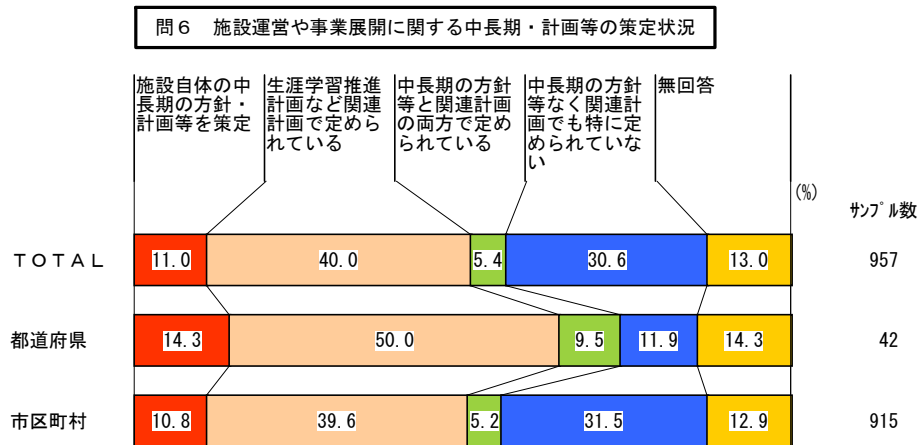 問6 施設運営や事業展開に関する中長期・計画等の策定状況
施設自体の中
長期の方針・
計画等を策定
生涯学習推進
計画など関連
計画で定めら
れている
中長期の方針
等と関連計画
の両方で定め
られている
中長期の方針
等なく関連計
画でも特に定
められていな
い
無回答
(%)
ｻﾝﾌﾟﾙ数
TOTAL 11.0 40.0 5.4 30.6 13.0 957
都道府県 14.3 50.0 9.5 11.9 14.3 42
市区町村 10.8 39.6 5.2 31.5 12.9 915